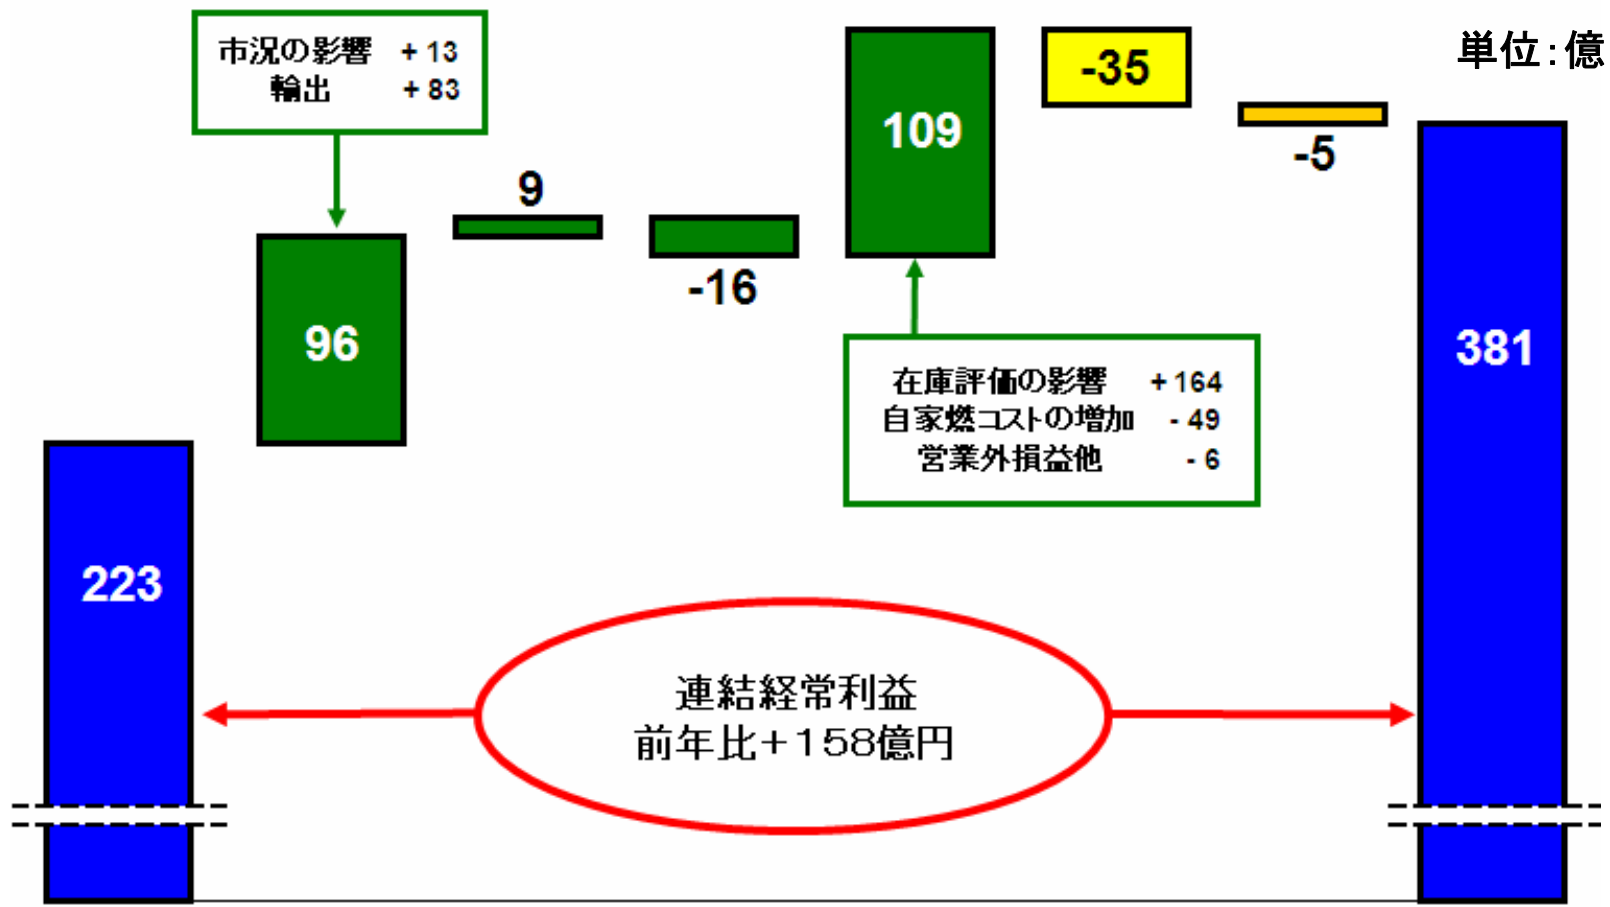 単位:億
市況の影響 + 13
輸出 + 83
109
-35
-5
9
-16
96
381
在庫評価の影響 + 164
自家燃コストの増加 - 49
営業外損益他 - 6
223
連結経常利益
前年比+158億円